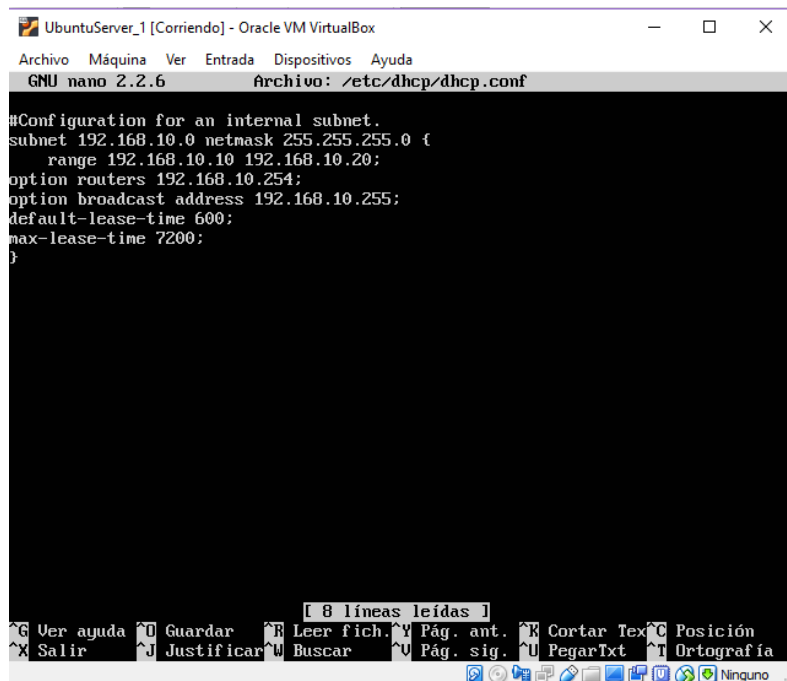 UbuntuServer_1 [Corriendo] - Oracle VM VirtualBox
Archivo Máquina Ver Entrada Dispositivos Ayuda
GNU nano 2.2.6 Archivo: /etc/dhcp/dhcp.conf
#Configuration for an internal subnet.
subnet 192.168.10.0 netmask 255.255.255.0 {
range 192.168.10.10 192.168.10.20;
option routers 192.168.10.254;
option broadcast address 192.168.10.255;
default-lease-time 600;
max-lease-time 7200;
}
[ 8 líneas leídas ]
^G Ver ayuda ^O Guardar ^R Leer fich. ^Y Pág. ant. ^K Cortar Tex ^C Posición
^X Salir ^J Justificar ^W Buscar ^V Pág. sig. ^U PegarTxt ^T Ortografía
Ninguno